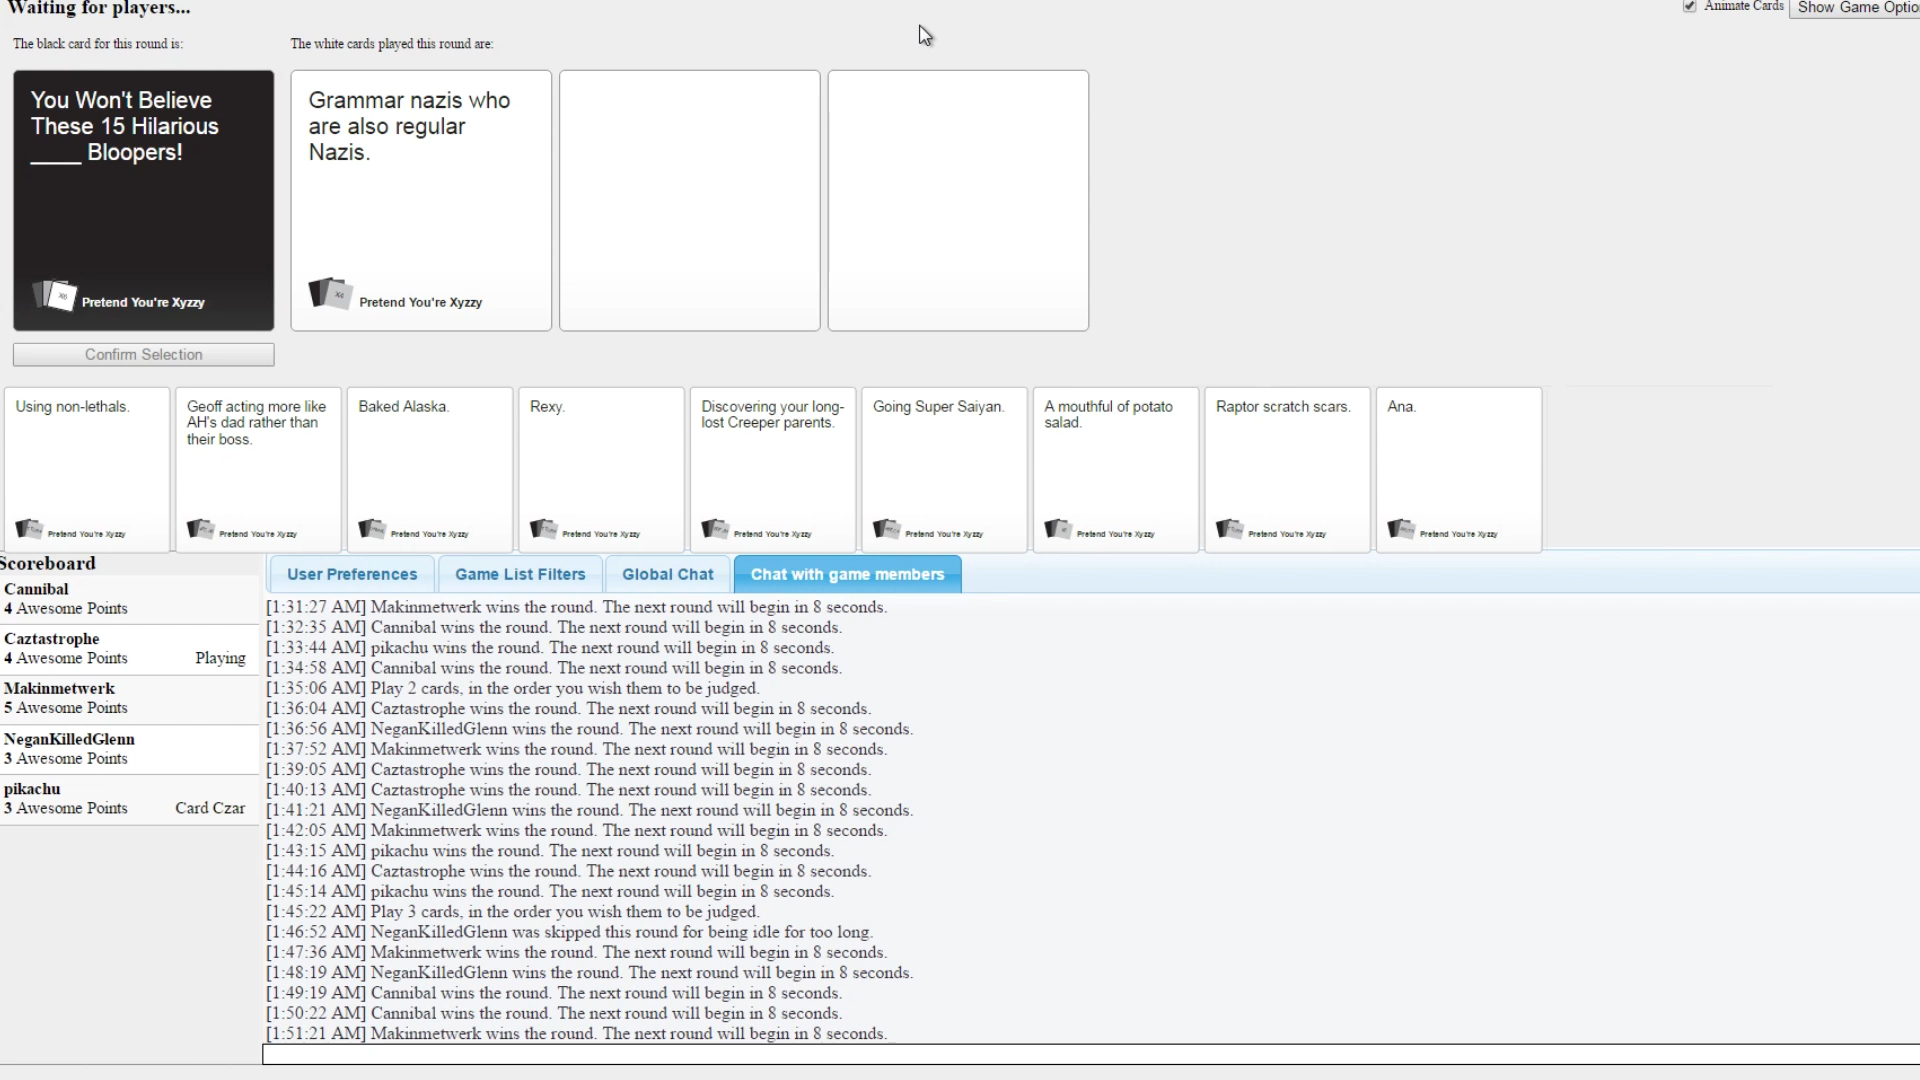 Waiting for players...
Animate Cards
Show Game Optio
The black card for this round is:
The white cards played this round are:
You Won't Believe
These 15 Hilarious
____ Bloopers!
Pretend You're Xyzzy
Grammar nazis who
are also regular
Nazis.
Pretend You're Xyzzy
Confirm Selection
Using non-lethals.
Pretend You're Xyzzy
Geoff acting more like
AH's dad rather than
their boss.
Pretend You're Xyzzy
Baked Alaska.
Pretend You're Xyzzy
Rexy.
Pretend You're Xyzzy
Discovering your long-
lost Creeper parents.
Pretend You're Xyzzy
Going Super Saiyan.
Pretend You're Xyzzy
A mouthful of potato
salad.
Pretend You're Xyzzy
Raptor scratch scars.
Pretend You're Xyzzy
Ana.
Pretend You're Xyzzy
Scoreboard
Cannibal
4 Awesome Points
Caztastrophe
4 Awesome Points Playing
Makinmetwerk
5 Awesome Points
NeganKilledGlenn
3 Awesome Points
pikachu
3 Awesome Points Card Czar
User Preferences
Game List Filters
Global Chat
Chat with game members
[1:31:27 AM] Makinmetwerk wins the round. The next round will begin in 8 seconds.
[1:32:35 AM] Cannibal wins the round. The next round will begin in 8 seconds.
[1:33:44 AM] pikachu wins the round. The next round will begin in 8 seconds.
[1:34:58 AM] Cannibal wins the round. The next round will begin in 8 seconds.
[1:35:06 AM] Play 2 cards, in the order you wish them to be judged.
[1:36:04 AM] Caztastrophe wins the round. The next round will begin in 8 seconds.
[1:36:56 AM] NeganKilledGlenn wins the round. The next round will begin in 8 seconds.
[1:37:52 AM] Makinmetwerk wins the round. The next round will begin in 8 seconds.
[1:39:05 AM] Caztastrophe wins the round. The next round will begin in 8 seconds.
[1:40:13 AM] Caztastrophe wins the round. The next round will begin in 8 seconds.
[1:41:21 AM] NeganKilledGlenn wins the round. The next round will begin in 8 seconds.
[1:42:05 AM] Makinmetwerk wins the round. The next round will begin in 8 seconds.
[1:43:15 AM] pikachu wins the round. The next round will begin in 8 seconds.
[1:44:16 AM] Caztastrophe wins the round. The next round will begin in 8 seconds.
[1:45:14 AM] pikachu wins the round. The next round will begin in 8 seconds.
[1:45:22 AM] Play 3 cards, in the order you wish them to be judged.
[1:46:52 AM] NeganKilledGlenn was skipped this round for being idle for too long.
[1:47:36 AM] Makinmetwerk wins the round. The next round will begin in 8 seconds.
[1:48:19 AM] NeganKilledGlenn wins the round. The next round will begin in 8 seconds.
[1:49:19 AM] Cannibal wins the round. The next round will begin in 8 seconds.
[1:50:22 AM] Cannibal wins the round. The next round will begin in 8 seconds.
[1:51:21 AM] Makinmetwerk wins the round. The next round will begin in 8 seconds.